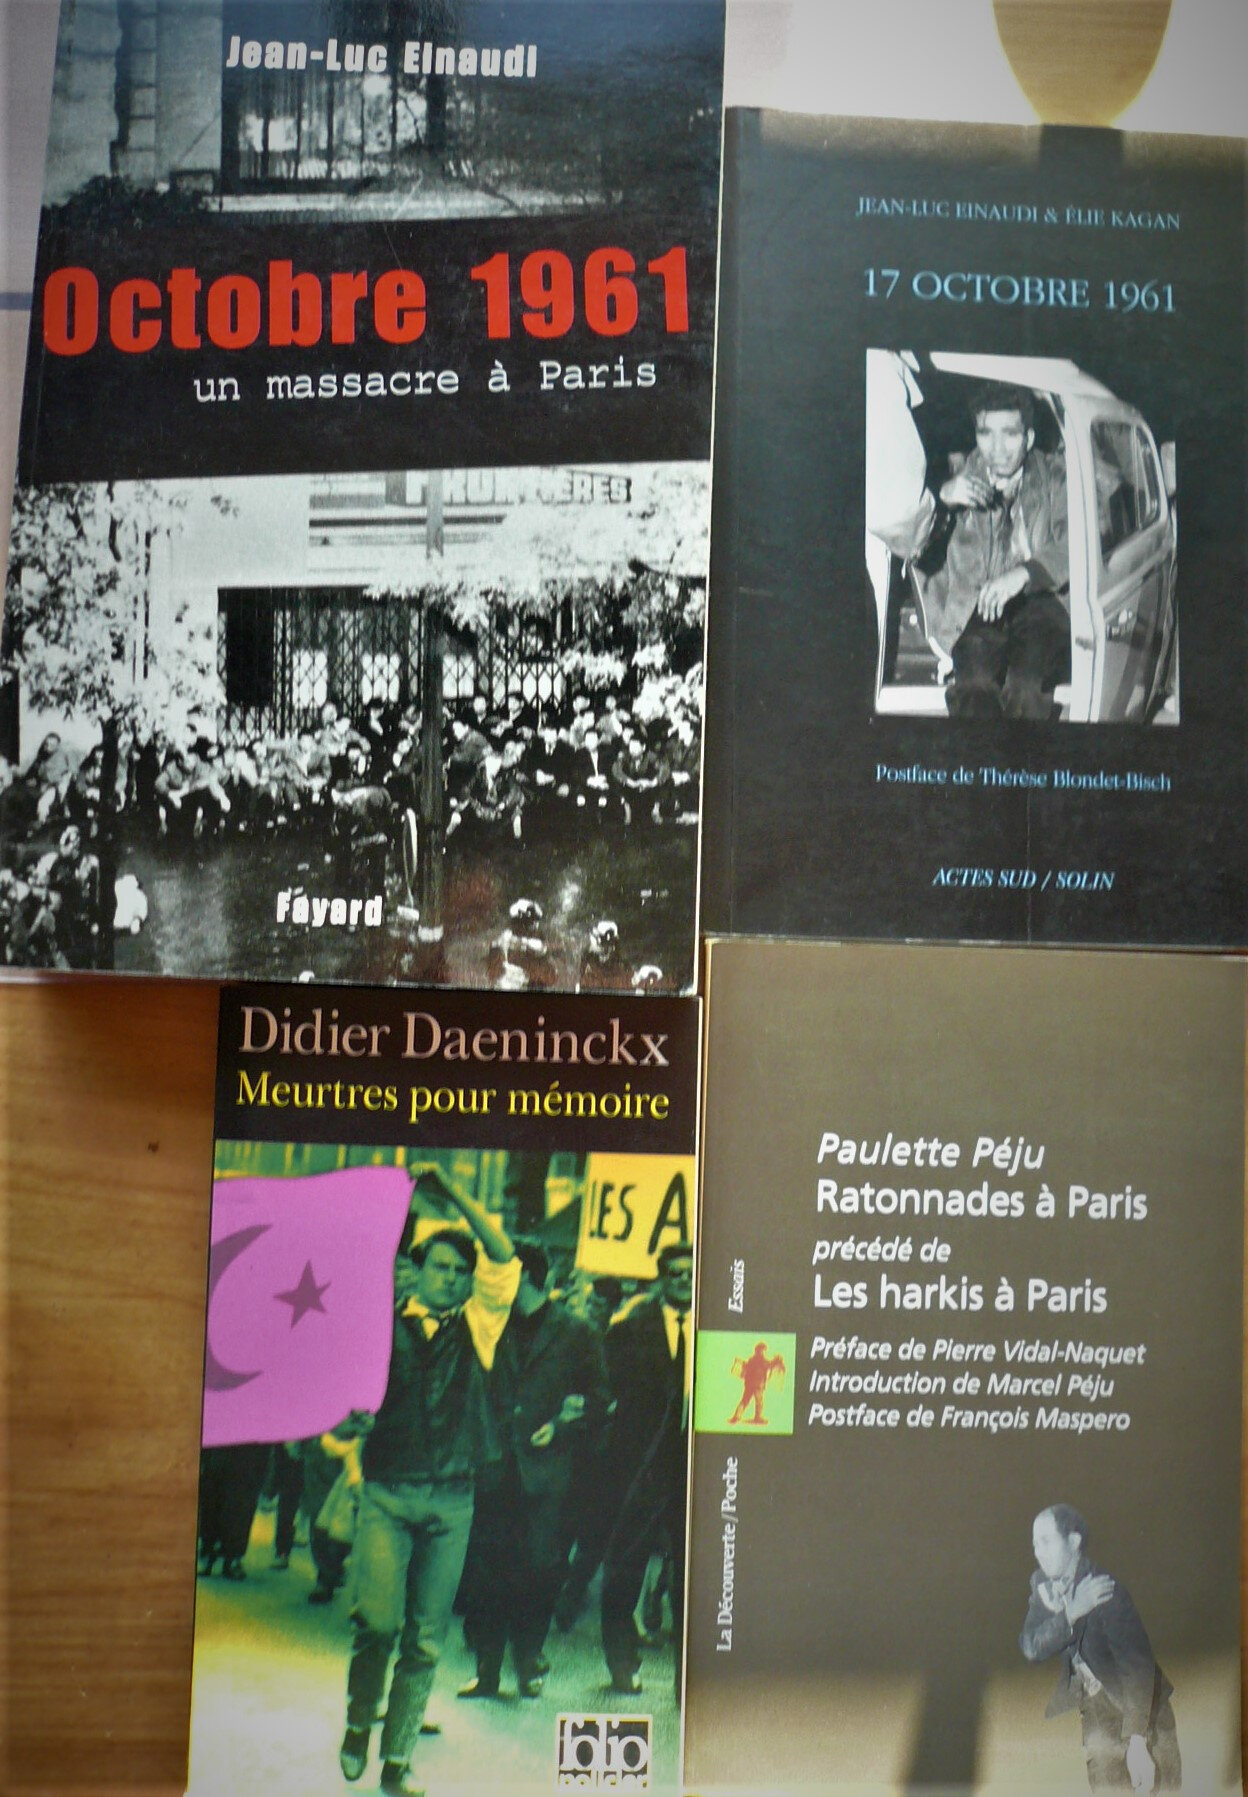 Jean-Luc Einaudi
Octobre 1961
un massacre à Paris
Fayard
JEAN-LUC EINAUDI & ÉLIE KAGAN
17 OCTOBRE 1961
Postface de Thérèse Blondet-Bisch
ACTES SUD / SOLIN
Didier Daeninckx
Meurtres pour mémoire
LES A
folio
policier
Paulette Péju
Ratonnades à Paris
précédé de
Les harkis à Paris
Préface de Pierre Vidal-Naquet
Introduction de Marcel Péju
Postface de François Maspero
Essais
La Découverte/Poche